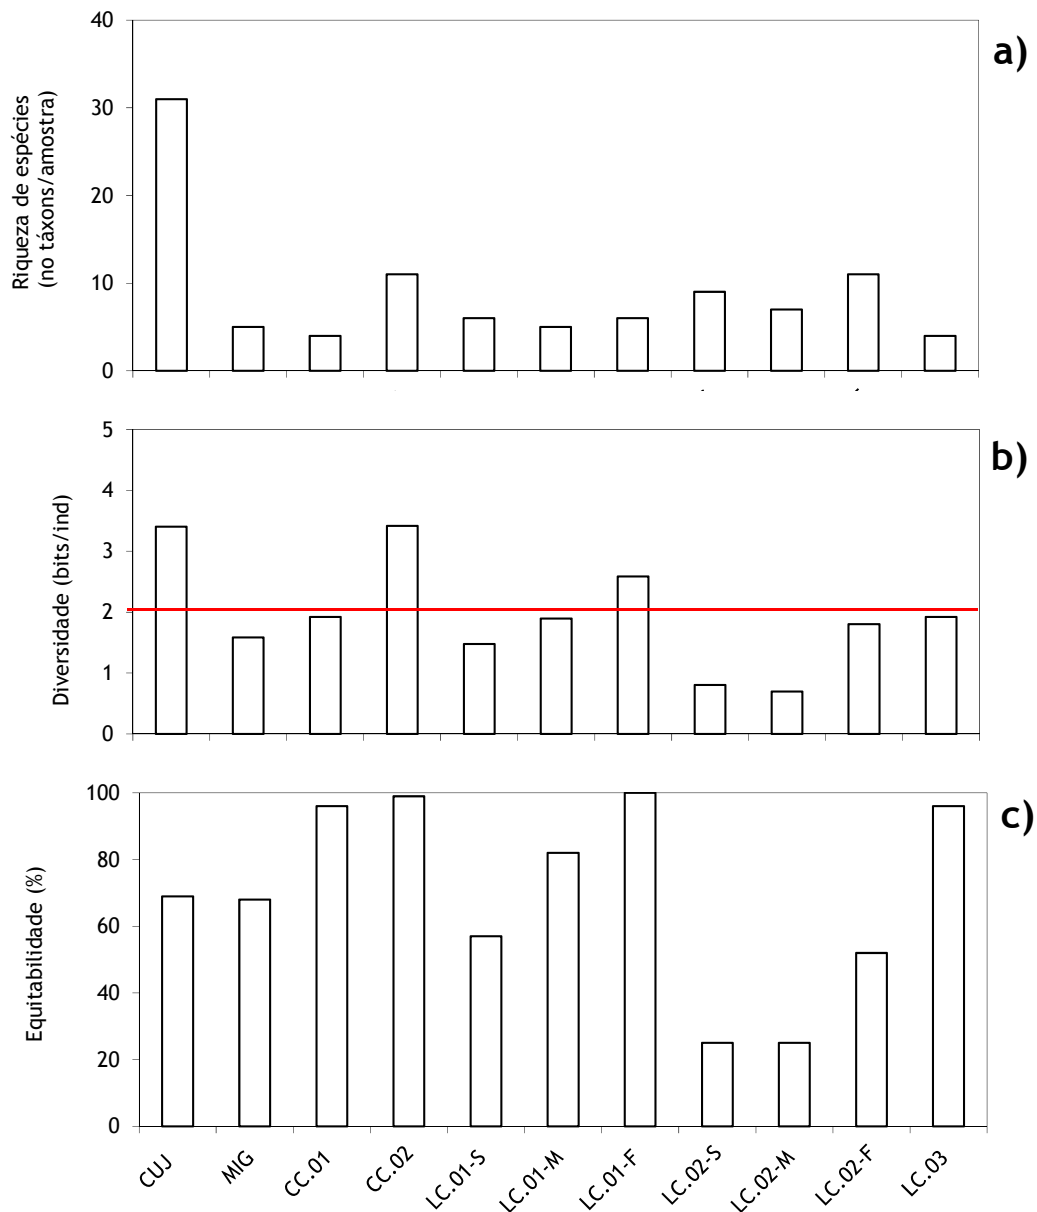 a)
Riqueza de espécies
(no táxons/amostra)
40
30
20
10
0
b)
Diversidade (bits/ind)
5
4
3
2
1
0
c)
Equitabilidade (%)
100
80
60
40
20
0
CUJ
MIG
CC.01
CC.02
LC.01-S
LC.01-M
LC.01-F
LC.02-S
LC.02-M
LC.02-F
LC.03